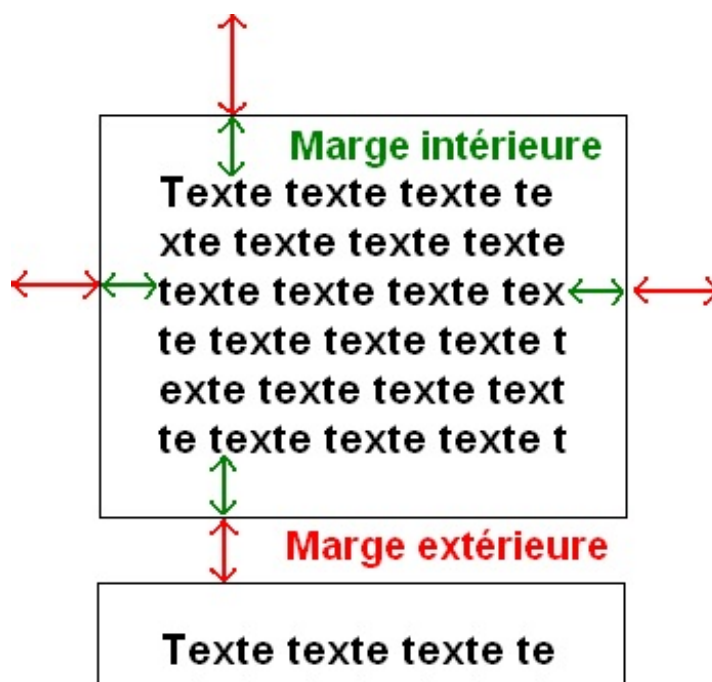 Marge intérieure
Texte texte texte te
xte texte texte texte
texte texte texte tex
te texte texte texte t
exte texte texte text
te texte texte texte t
Marge extérieure
Texte texte texte te